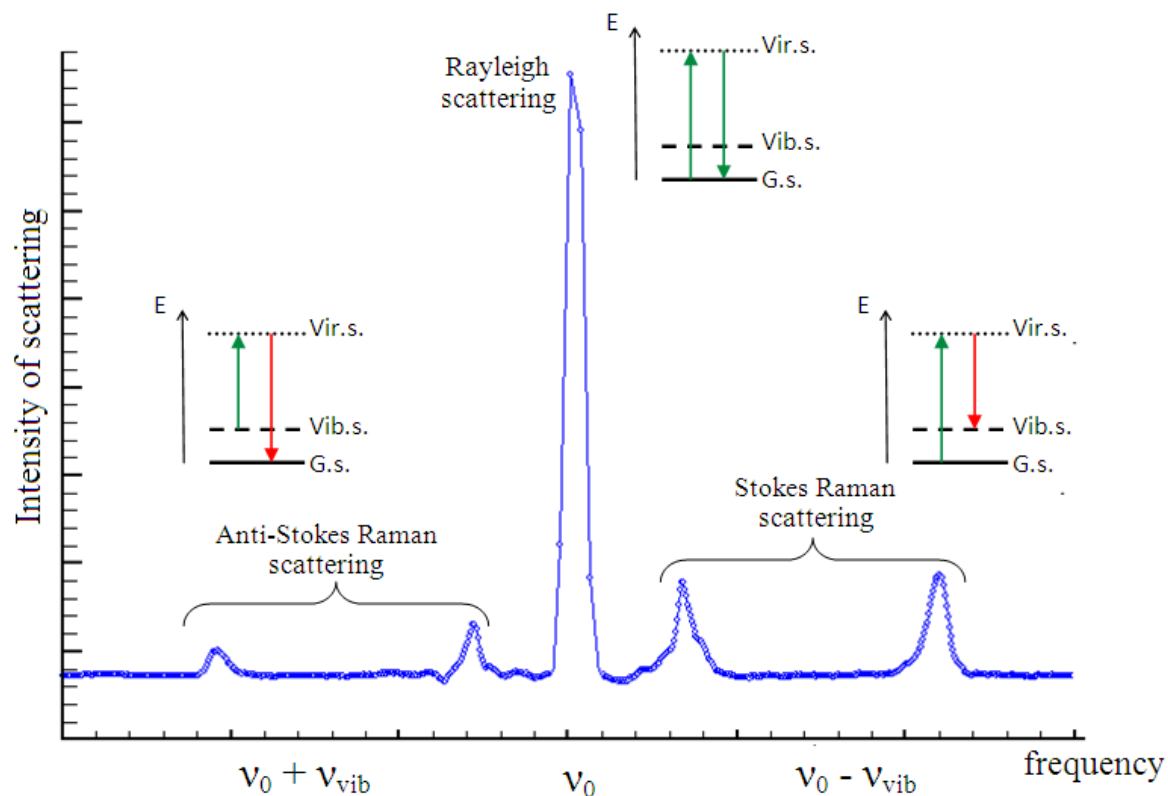 E
Vir.s.
Rayleigh
scattering
Vib.s.
G.s.
Intensity of scattering
E
Vir.s.
Vib.s.
G.s.
E
Vir.s.
Vib.s.
G.s.
Anti-Stokes Raman
scattering
Stokes Raman
scattering
ν₀ + νᵥᵢb
ν₀
ν₀ - νᵥᵢb
frequency